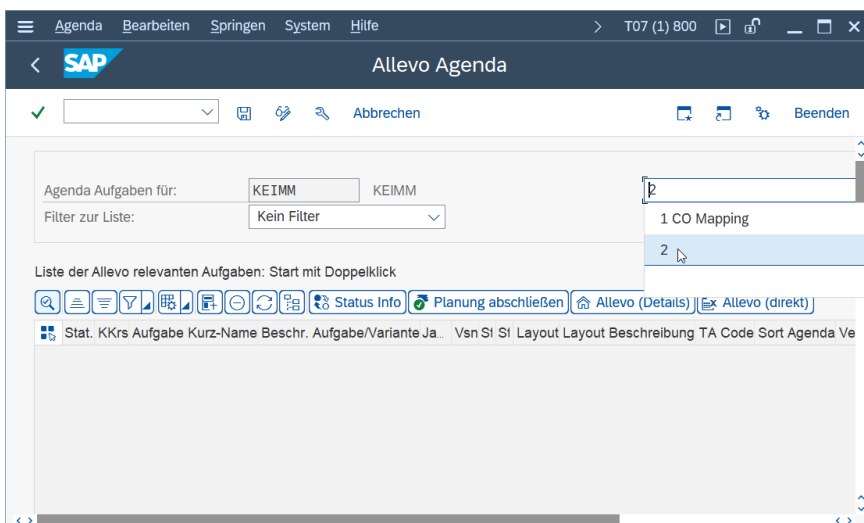 Agenda Bearbeiten Springen System Hilfe T07 (1) 800
SAP Allevo Agenda
Abbrechen Beenden
Agenda Aufgaben für: KEIMM KEIMM 2
Filter zur Liste: Kein Filter
1 CO Mapping
2
Liste der Allevo relevanten Aufgaben: Start mit Doppelklick
Status Info Planung abschließen Allevo (Details) Allevo (direkt)
Stat. KKrs Aufgabe Kurz-Name Beschr. Aufgabe/Variante Ja... Vsn St St Layout Layout Beschreibung TA Code Sort Agenda Ve